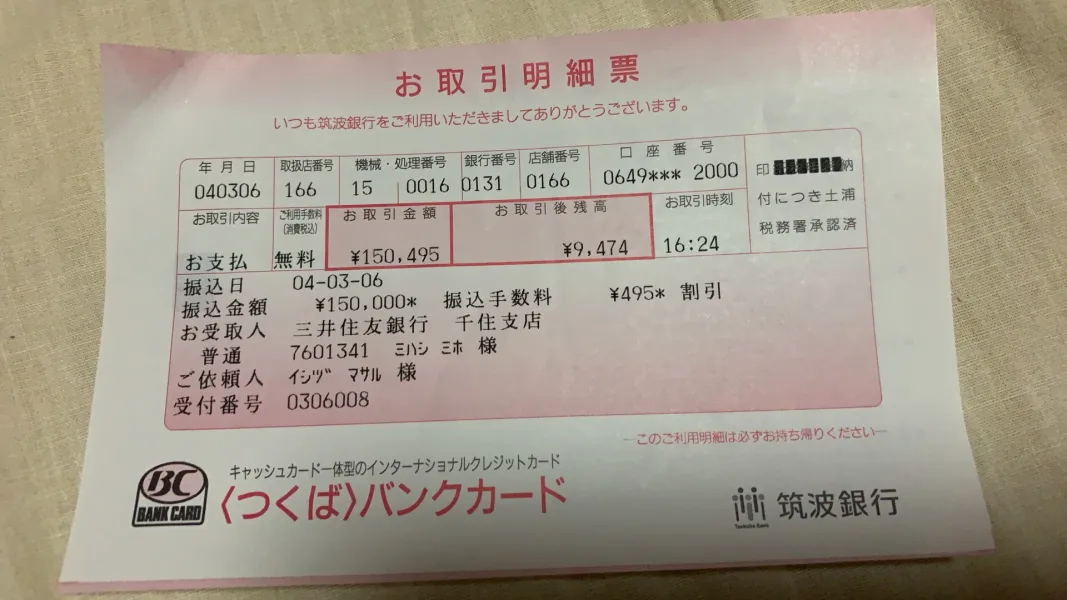 お取引明細票
いつも筑波銀行をご利用いただきましてありがとうございます。
年月日 取扱店番号 機械・処理番号 銀行番号 店舗番号 口座番号
040306 166 15 0016 0131 0166 0649*** 2000
印 納
付につき土浦
税務署承認済
お取引内容 ご利用手数料(消費税込) お取引金額 お取引後残高 お取引時刻
お支払 無料 ¥150,495 ¥9,474 16:24
振込日 04-03-06
振込金額 ¥150,000* 振込手数料 ¥495* 割引
お受取人 三井住友銀行 千住支店
普通 7601341 ミハシ ミホ 様
ご依頼人 イシヅ マサル 様
受付番号 0306008
―このご利用明細は必ずお持ち帰りください―
キャッシュカード一体型のインターナショナルクレジットカード
〈つくば〉バンクカード
BC
BANK CARD
筑波銀行
Tsukuba Bank